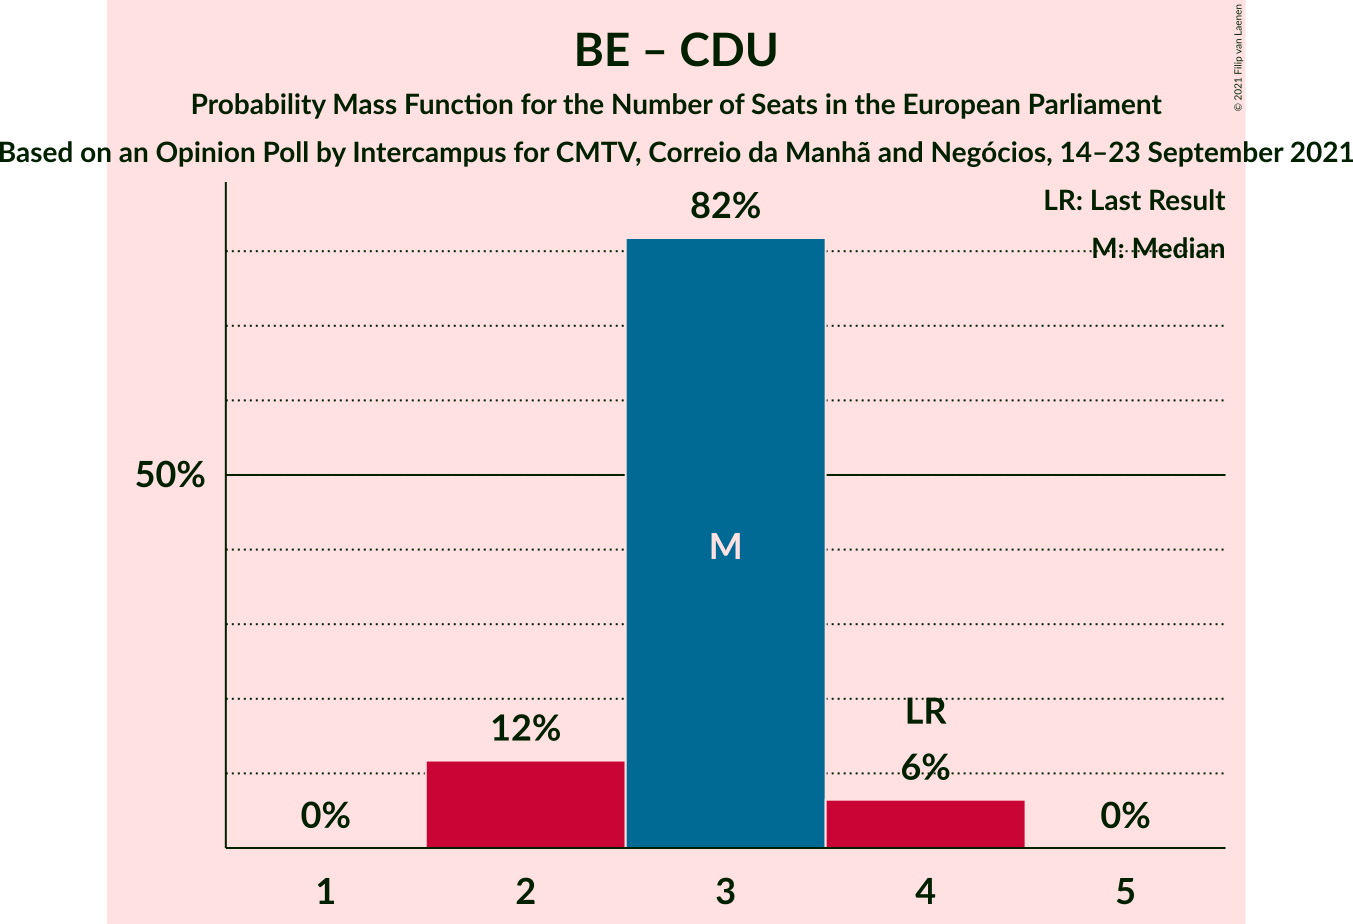 BE – CDU
Probability Mass Function for the Number of Seats in the European Parliament
Based on an Opinion Poll by Intercampus for CMTV, Correio da Manhã and Negócios, 14–23 September 2021
© 2021 Filip van Laenen
LR: Last Result
M: Median
82%
50%
M
LR
12%
6%
0%
0%
1 2 3 4 5